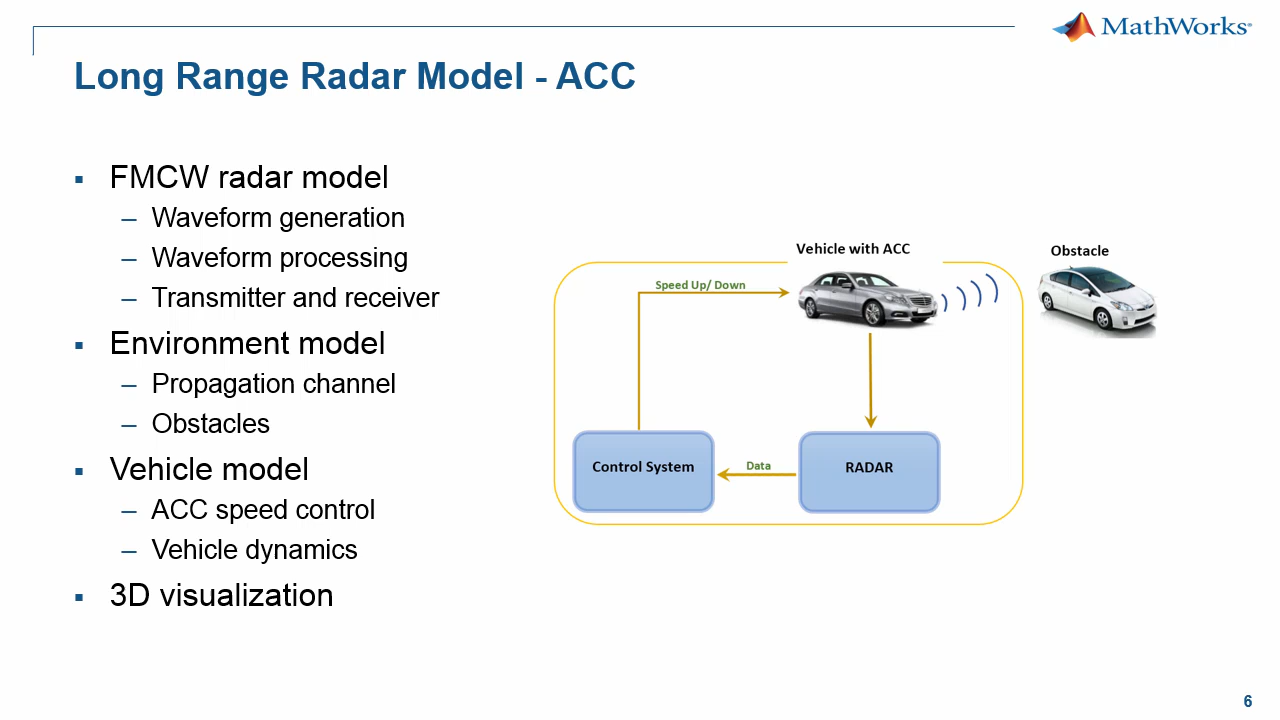 MathWorks®
Long Range Radar Model - ACC
▪ FMCW radar model
– Waveform generation
– Waveform processing
– Transmitter and receiver
▪ Environment model
– Propagation channel
– Obstacles
▪ Vehicle model
– ACC speed control
– Vehicle dynamics
▪ 3D visualization
Vehicle with ACC
Obstacle
Speed Up/ Down
Control System
Data
RADAR
6